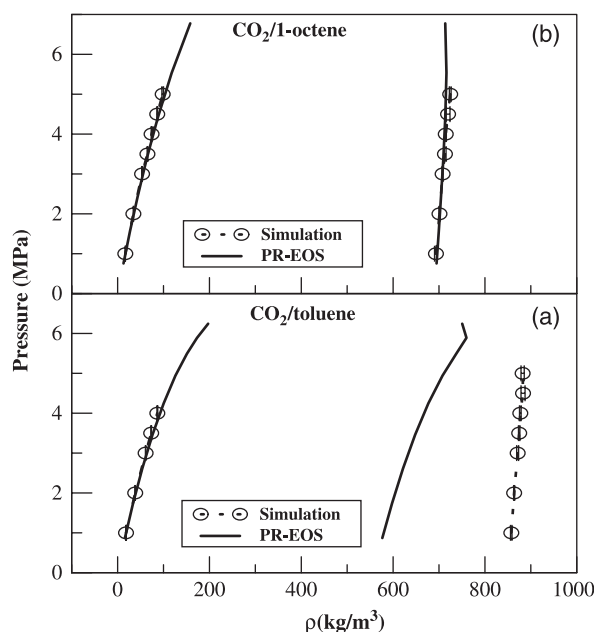 CO₂/1-octene
(b)
6
4
2
0
Simulation
PR-EOS
Pressure (MPa)
CO₂/toluene
(a)
6
4
2
0
Simulation
PR-EOS
0 200 400 600 800 1000
ρ(kg/m³)